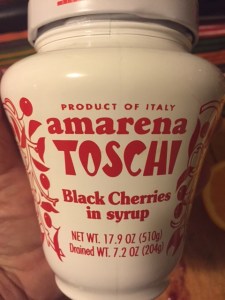 PRODUCT OF ITALY
amarena
TOSCHI
Black Cherries
in syrup
NET WT. 17.9 OZ (510g)
Drained WT. 7.2 OZ (204g)